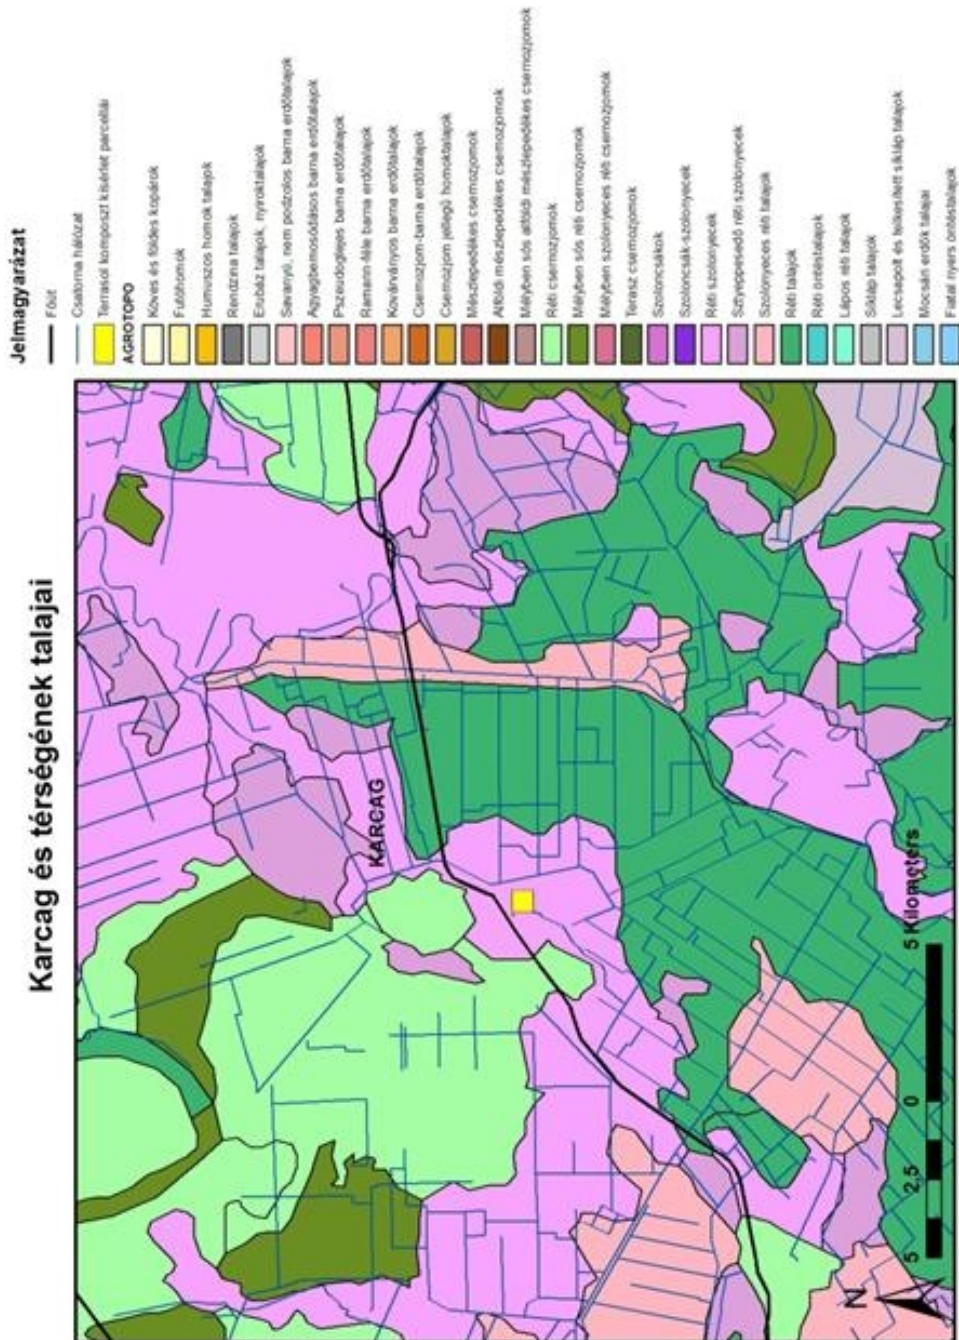 Karcag és térségének talajai
Jelmagyarázat
Főút
Csatorna hálózat
Terrasol komposzt kísérlet parcellái
AGROTOPO
Köves és földes kopárok
Futóhomok
Humuszos homok talajok
Rendzina talajok
Erubáz talajok, nyiroktalajok
Savanyú, nem podzolos barna erdőtalajok
Agyagbemosódásos barna erdőtalajok
Pszeudoglejes barna erdőtalajok
Ramann-féle barna erdőtalajok
Kovárványos barna erdőtalajok
Csernozjom-barna erdőtalajok
Csernozjom jellegű homoktalajok
Mészlepedékes csernozjomok
Alföldi mészlepedékes csernozjomok
Mélyben sós alföldi mészlepedékes csernozjomok
Réti csernozjomok
Mélyben sós réti csernozjomok
Mélyben szolonyeces réti csernozjomok
Terasz csernozjomok
Szoloncsákok
Szoloncsák-szolonyecek
Réti szolonyecek
Sztyeppesedő réti szolonyecek
Szolonyeces réti talajok
Réti talajok
Réti öntéstalajok
Lápos réti talajok
Síkláp talajok
Lecsapolt és telkesített síkláp talajok
Mocsári erdők talajai
Fiatal nyers öntéstalajok
KARCAG
N
5 2,5 0 5 Kilometers